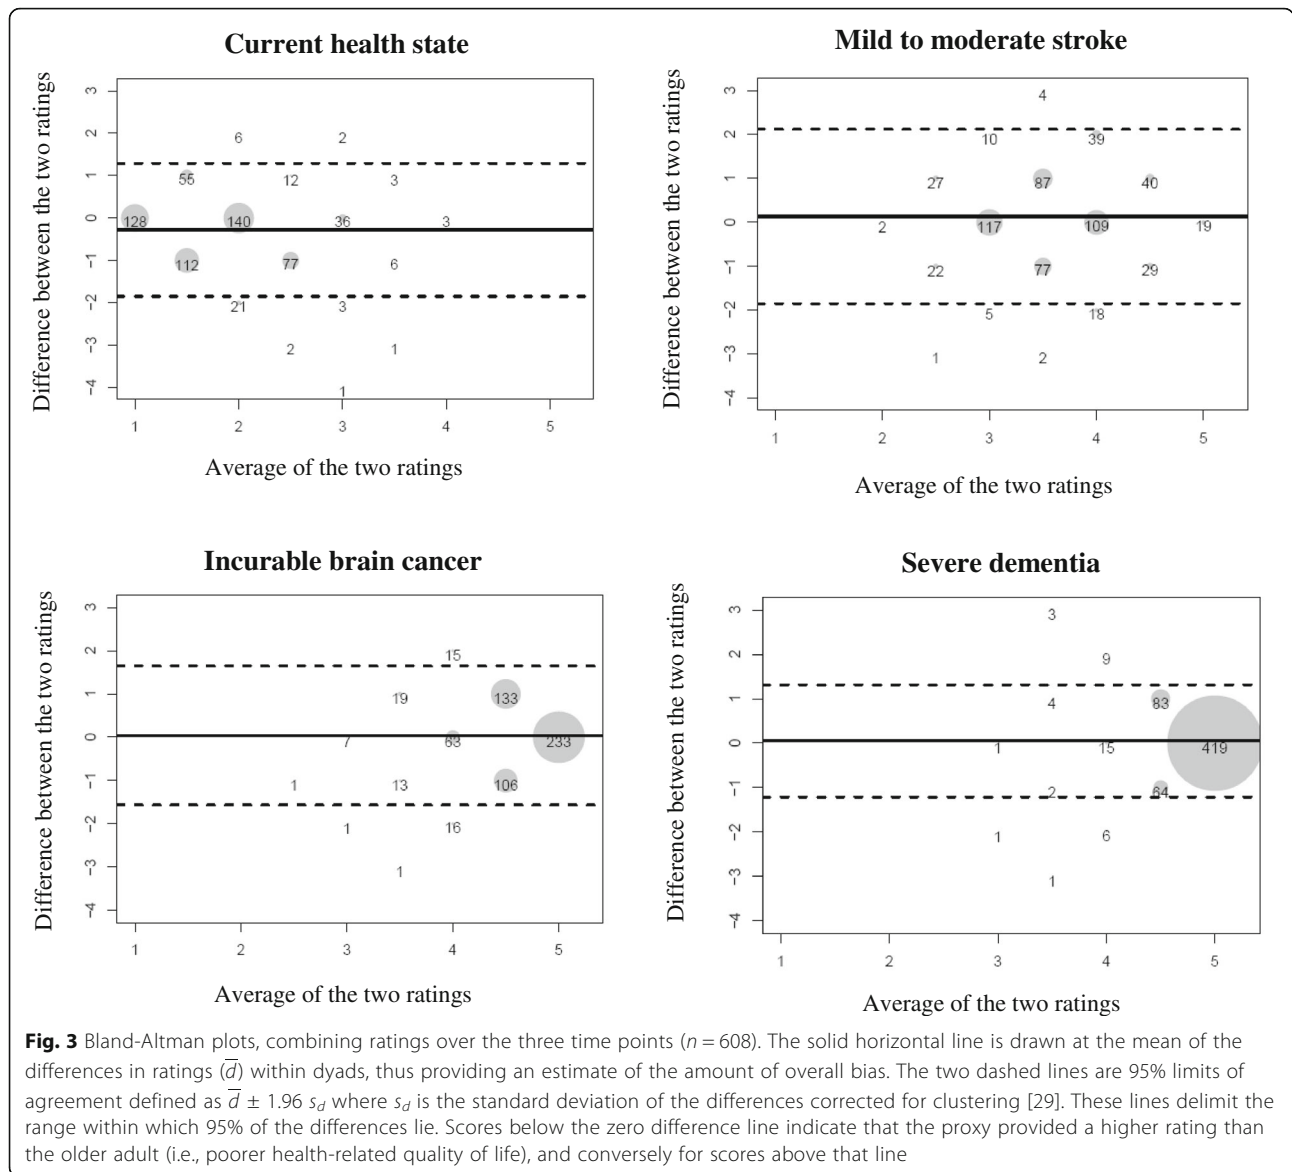 Current health state
Difference between the two ratings
3
2
1
0
-1
-2
-3
-4
6 2
55 12 3
128 140 36 3
112 77 6
21 3
2 1
1
1 2 3 4 5
Average of the two ratings
Mild to moderate stroke
Difference between the two ratings
3
2
1
0
-1
-2
-3
-4
4
10 39
27 87 40
2 117 109 19
22 77 29
5 18
1 2
1 2 3 4 5
Average of the two ratings
Incurable brain cancer
Difference between the two ratings
3
2
1
0
-1
-2
-3
-4
15
19 133
7 63 233
1 13 106
1 16
1
1 2 3 4 5
Average of the two ratings
Severe dementia
Difference between the two ratings
3
2
1
0
-1
-2
-3
-4
3
9
4 83
1 15 419
2 64
1 6
1
1 2 3 4 5
Average of the two ratings
Fig. 3 Bland-Altman plots, combining ratings over the three time points (n = 608). The solid horizontal line is drawn at the mean of the
differences in ratings (d̅) within dyads, thus providing an estimate of the amount of overall bias. The two dashed lines are 95% limits of
agreement defined as d̅ ± 1.96 s_d where s_d is the standard deviation of the differences corrected for clustering [29]. These lines delimit the
range within which 95% of the differences lie. Scores below the zero difference line indicate that the proxy provided a higher rating than
the older adult (i.e., poorer health-related quality of life), and conversely for scores above that line